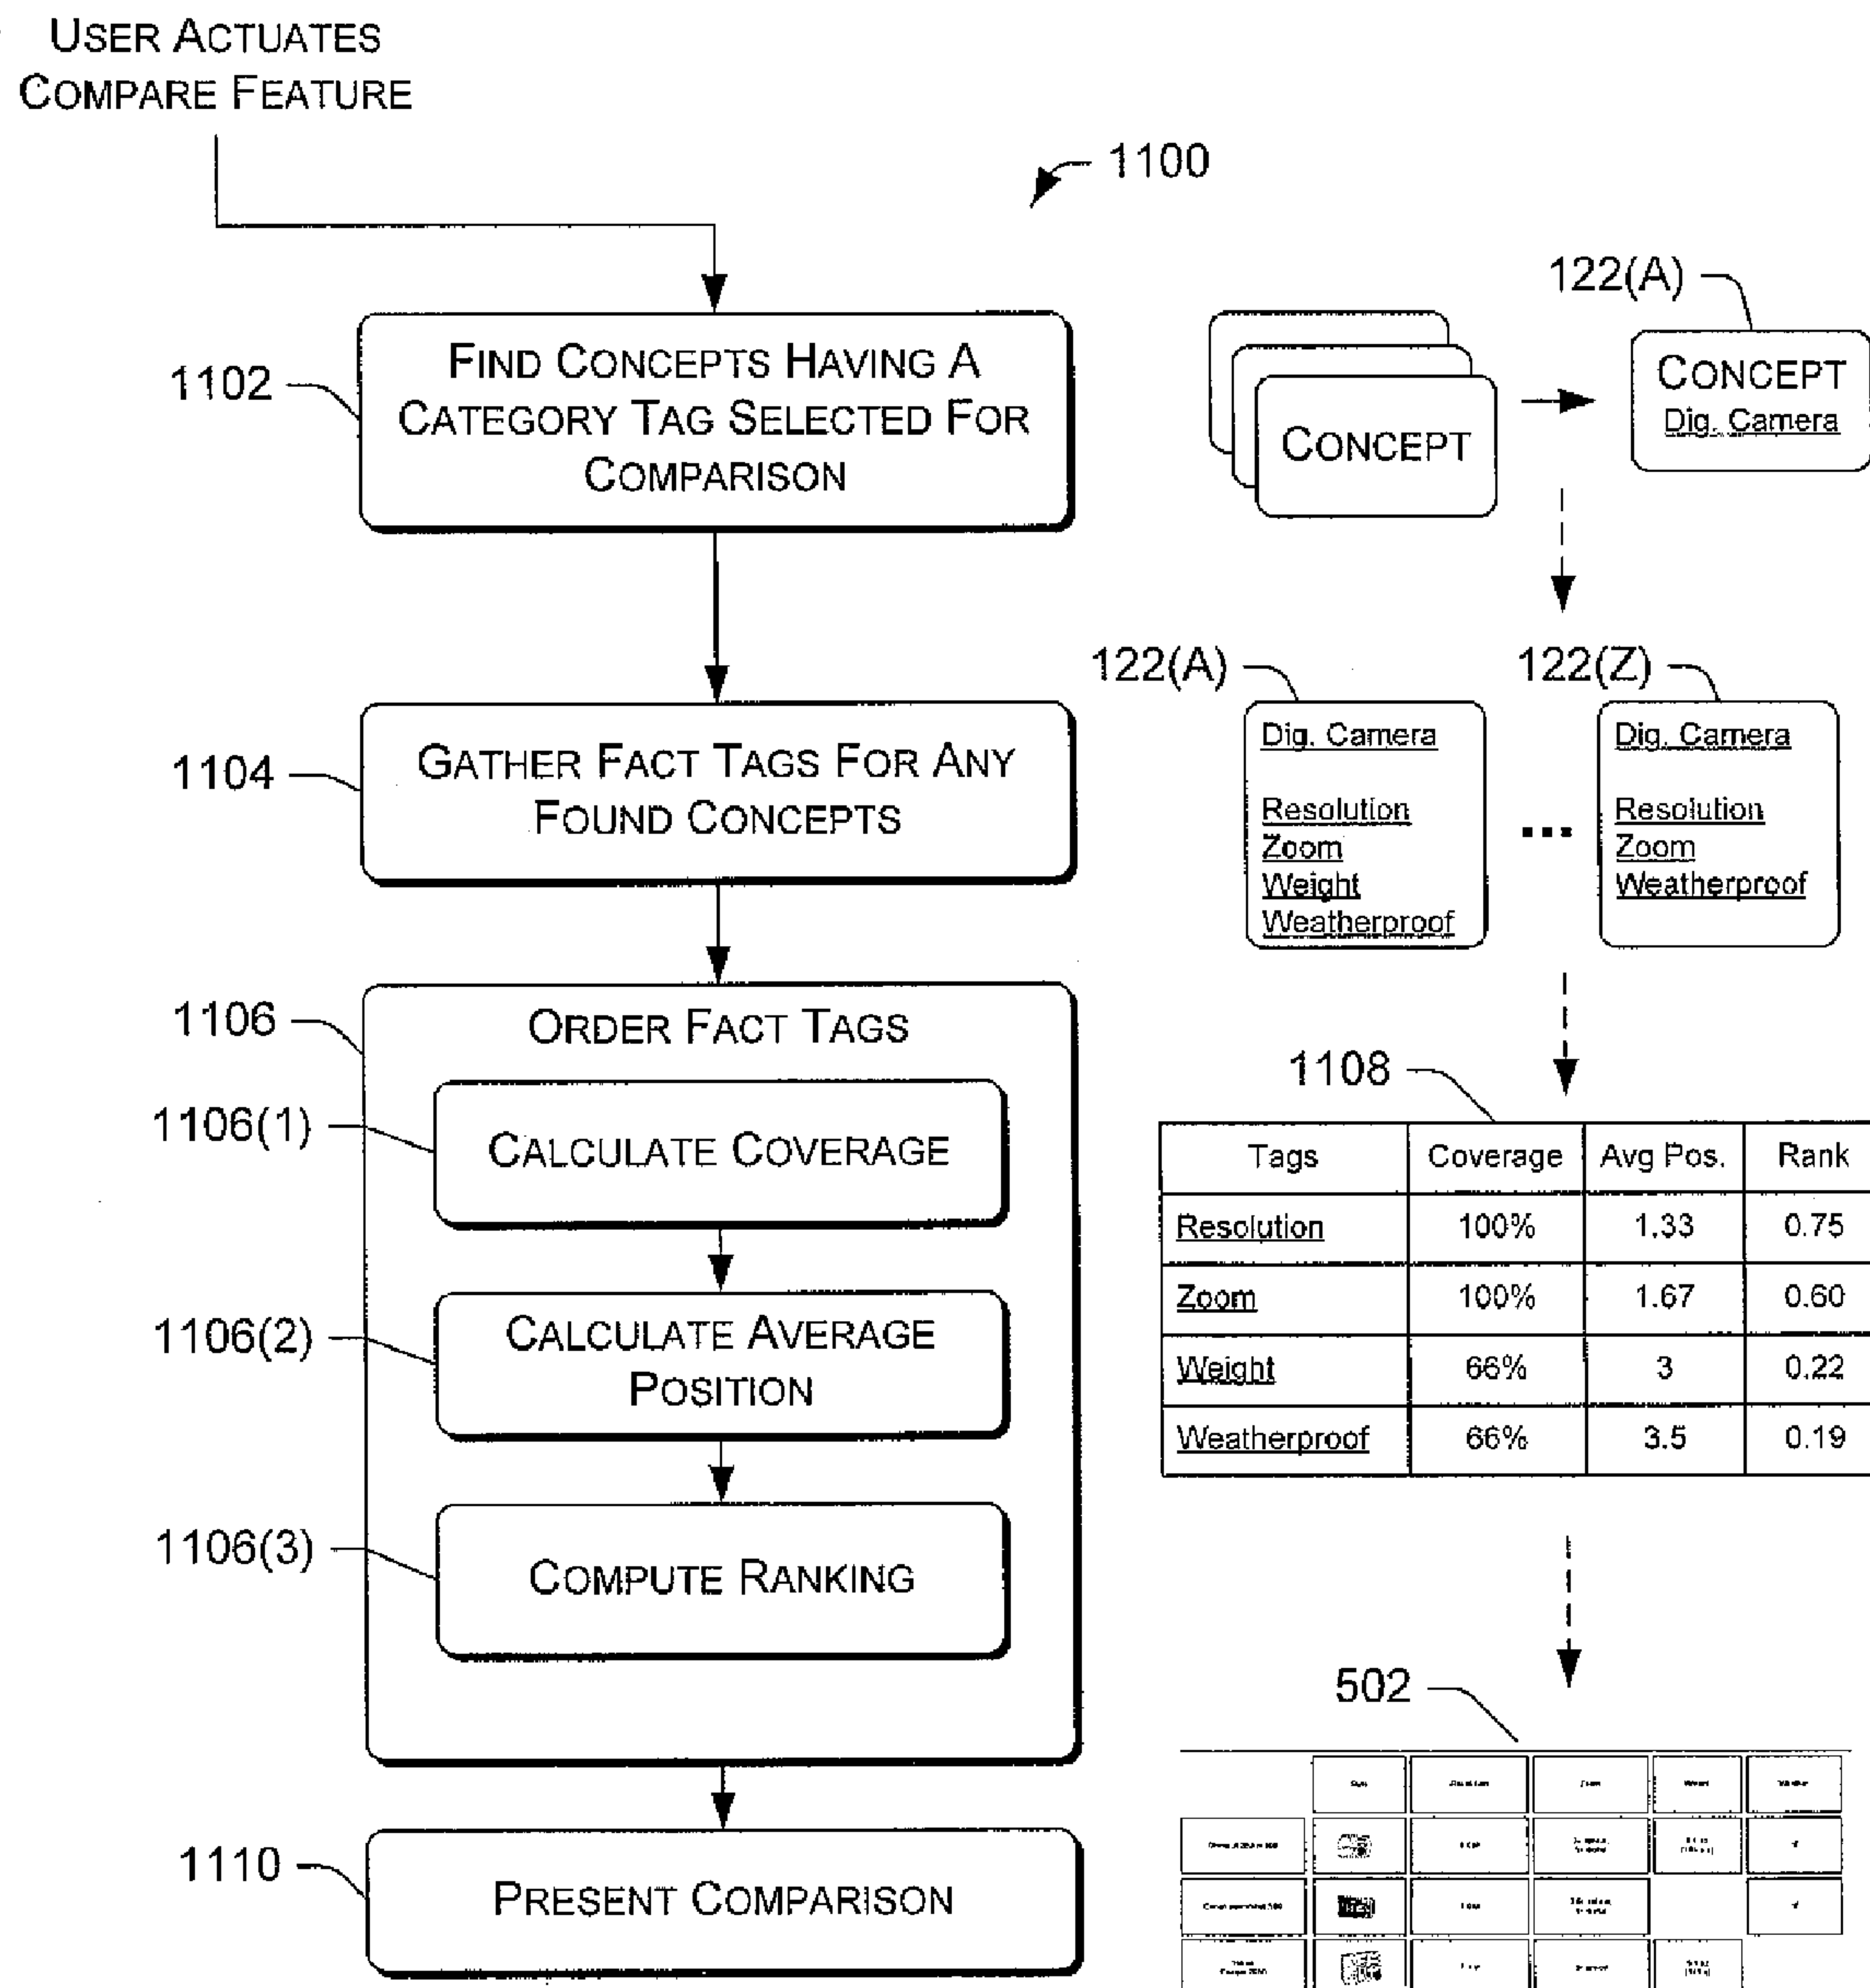 USER ACTUATES
COMPARE FEATURE
1100
1102
FIND CONCEPTS HAVING A
CATEGORY TAG SELECTED FOR
COMPARISON
CONCEPT
122(A)
CONCEPT
Dig. Camera
1104
GATHER FACT TAGS FOR ANY
FOUND CONCEPTS
122(A)
Dig. Camera
Resolution
Zoom
Weight
Weatherproof
...
122(Z)
Dig. Camera
Resolution
Zoom
Weatherproof
1106
ORDER FACT TAGS
1106(1)
CALCULATE COVERAGE
1106(2)
CALCULATE AVERAGE
POSITION
1106(3)
COMPUTE RANKING
1108
Tags Coverage Avg Pos. Rank
Resolution 100% 1.33 0.75
Zoom 100% 1.67 0.60
Weight 66% 3 0.22
Weatherproof 66% 3.5 0.19
1110
PRESENT COMPARISON
502